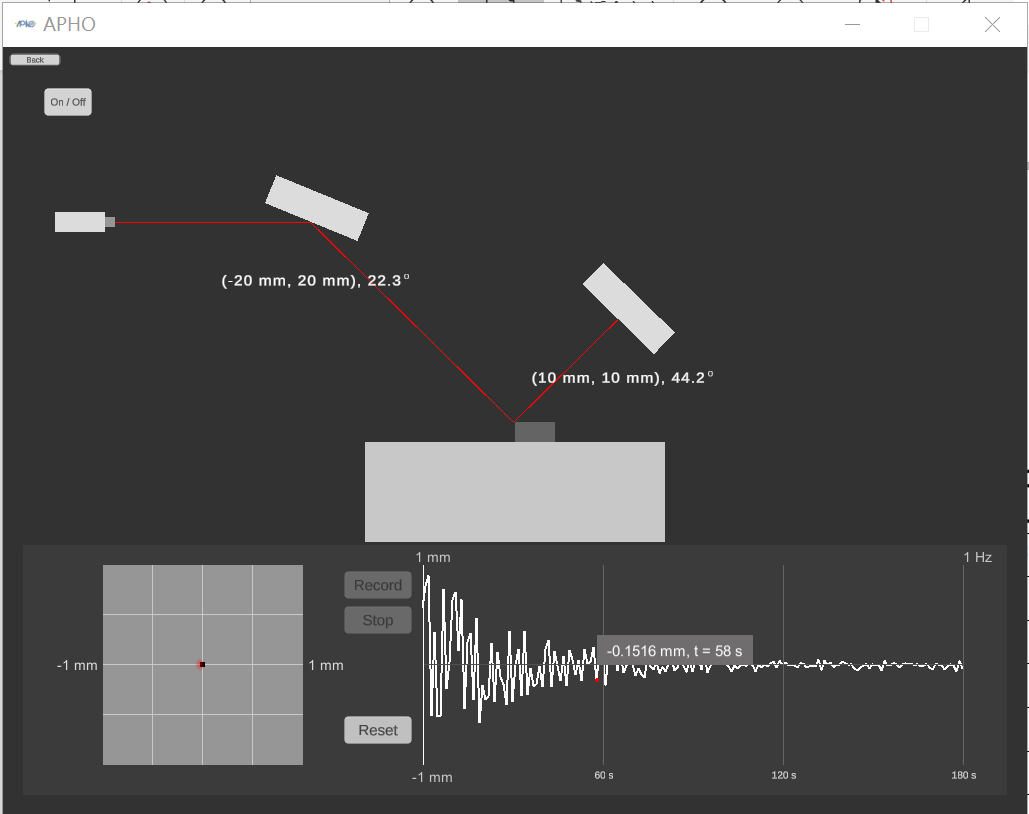 APHO
Back
On / Off
(-20 mm, 20 mm), 22.3°
(10 mm, 10 mm), 44.2°
1 mm
1 Hz
Record
Stop
-0.1516 mm, t = 58 s
-1 mm
1 mm
Reset
-1 mm
60 s
120 s
180 s